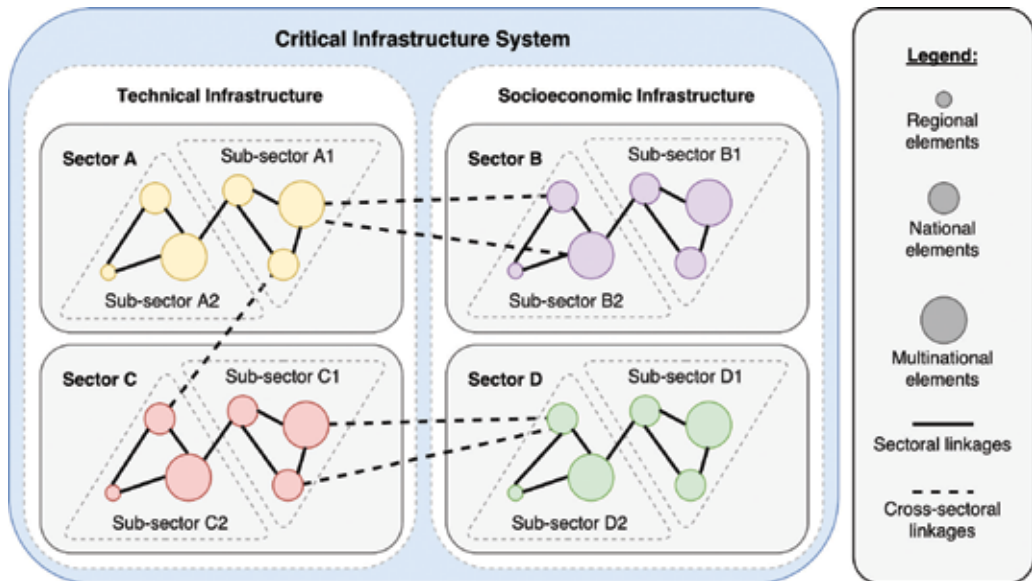 Critical Infrastructure System
Technical Infrastructure
Sector A
Sub-sector A1
Sub-sector A2
Sector C
Sub-sector C1
Sub-sector C2
Socioeconomic Infrastructure
Sector B
Sub-sector B1
Sub-sector B2
Sector D
Sub-sector D1
Sub-sector D2
Legend:
Regional
elements
National
elements
Multinational
elements
Sectoral linkages
Cross-sectoral
linkages